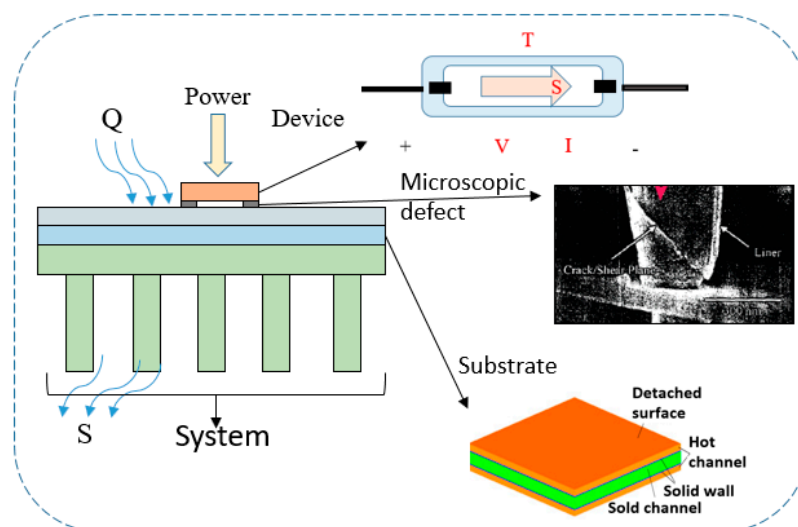 T
Power
S
Q
Device
+
V
I
-
Microscopic
defect
Liner
Crack/Shear Plane
Substrate
Detached
surface
Hot
channel
S
System
Solid wall
Sold channel